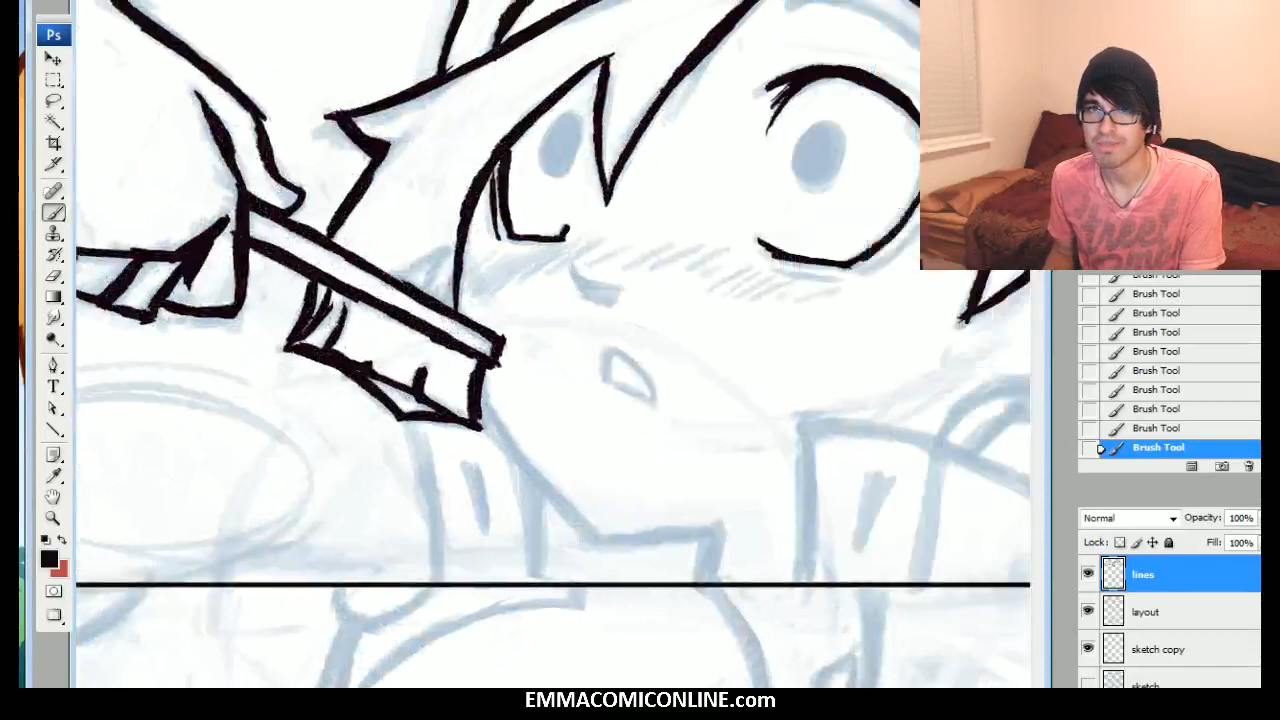 Ps
T
Brush Tool
Brush Tool
Brush Tool
Brush Tool
Brush Tool
Brush Tool
Brush Tool
Brush Tool
Brush Tool
Brush Tool
Normal Opacity: 100%
Lock: Fill: 100%
lines
layout
sketch copy
sketch
EMMACOMICONLINE.com